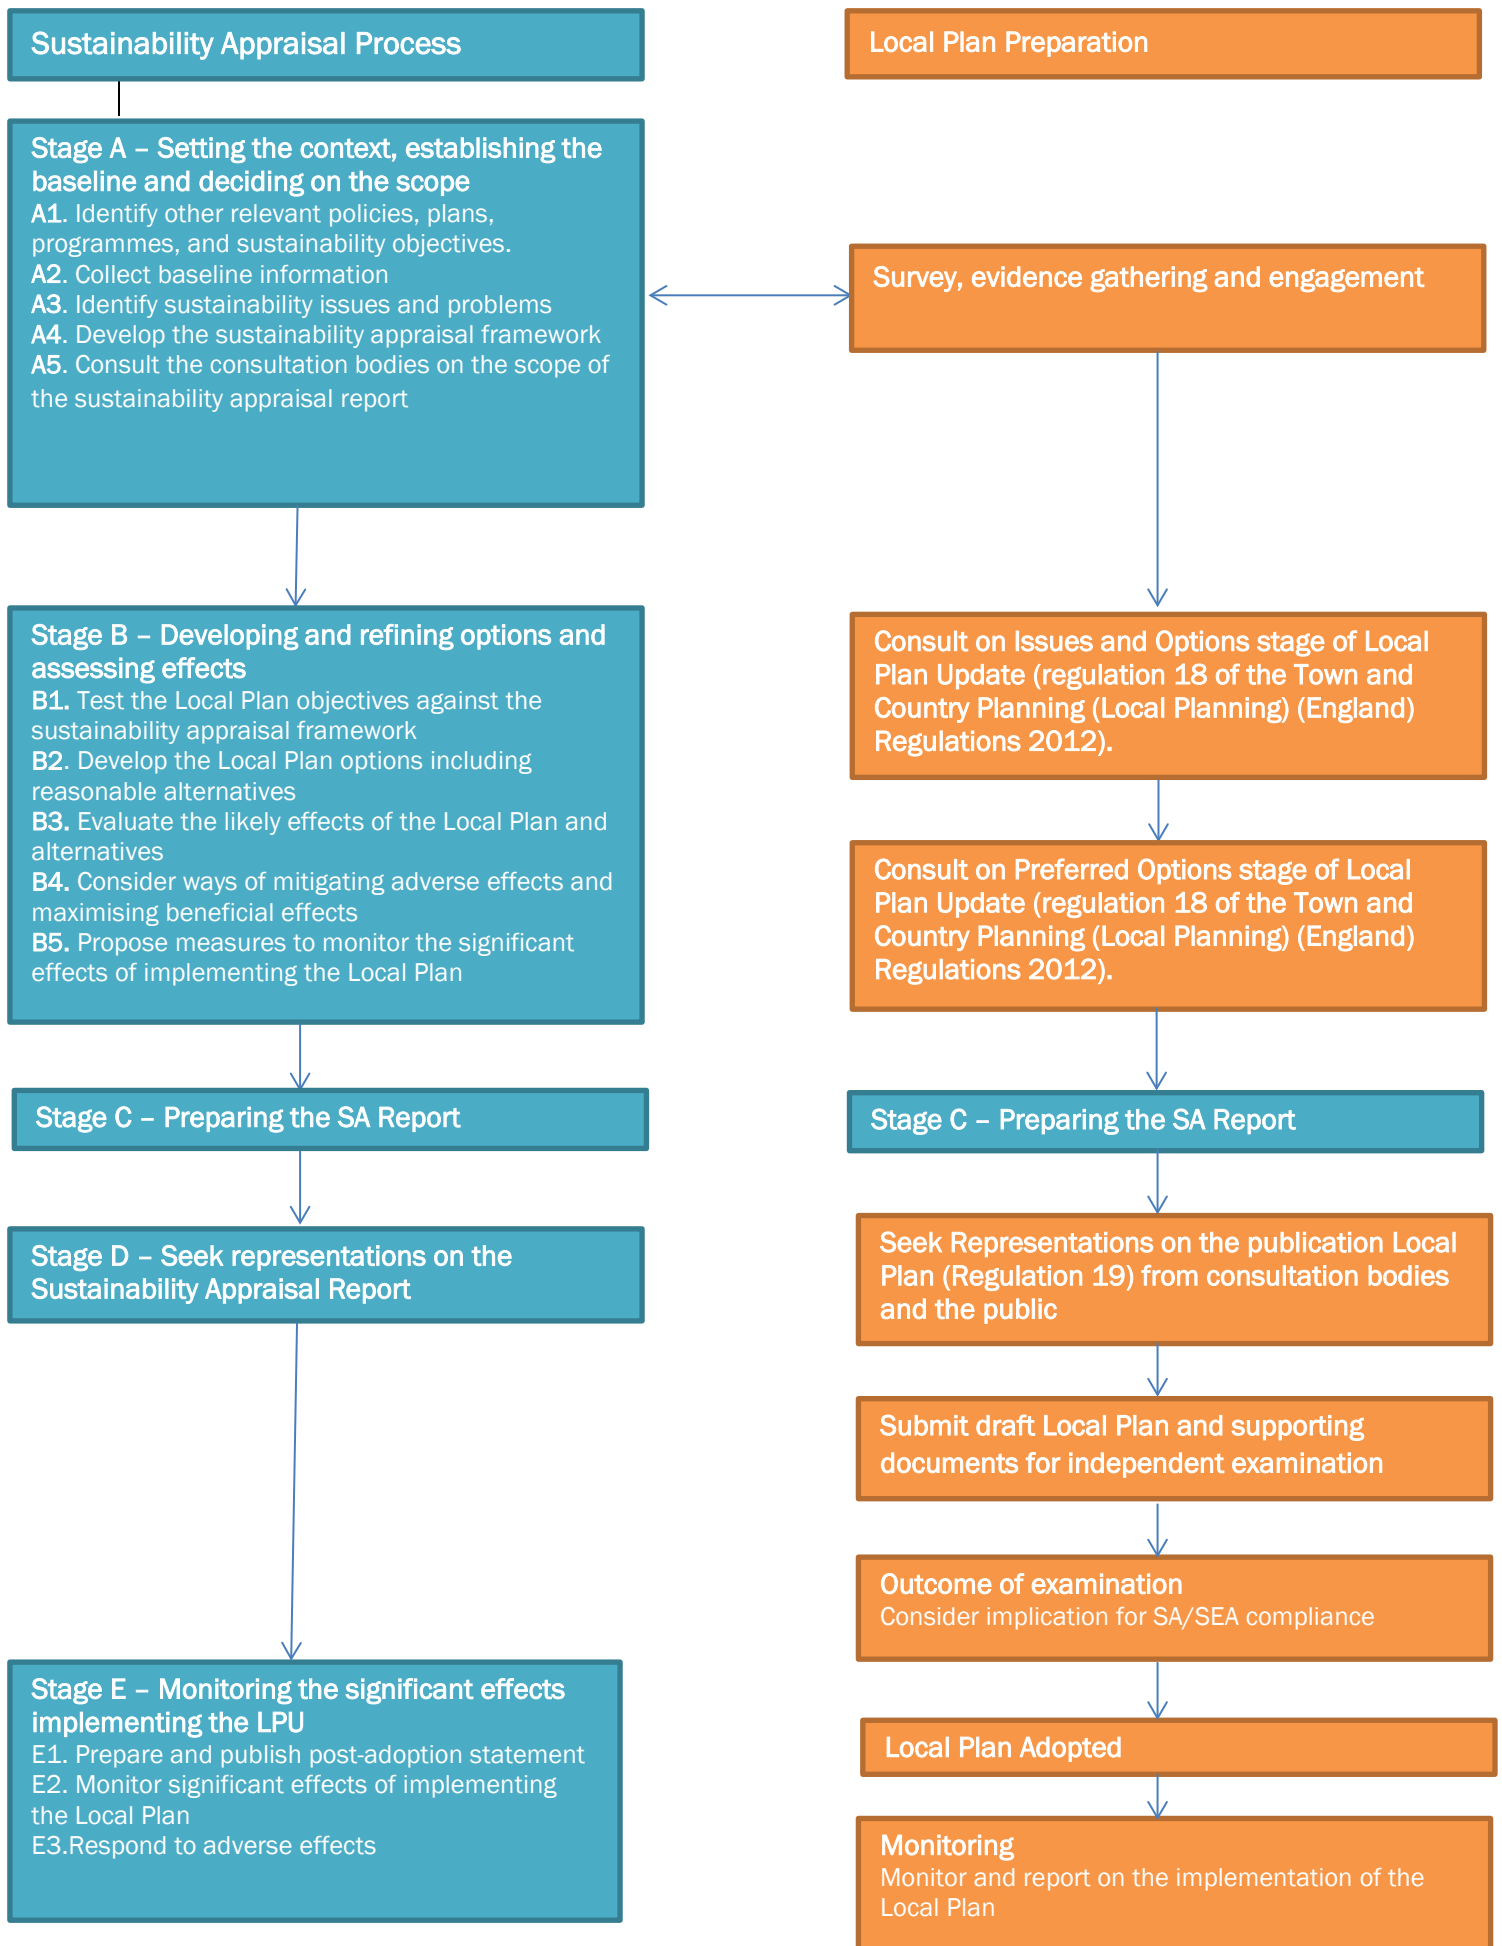 Sustainability Appraisal Process
Local Plan Preparation
Stage A – Setting the context, establishing the
baseline and deciding on the scope
A1. Identify other relevant policies, plans,
programmes, and sustainability objectives.
A2. Collect baseline information
A3. Identify sustainability issues and problems
A4. Develop the sustainability appraisal framework
A5. Consult the consultation bodies on the scope of
the sustainability appraisal report
Survey, evidence gathering and engagement
Stage B – Developing and refining options and
assessing effects
B1. Test the Local Plan objectives against the
sustainability appraisal framework
B2. Develop the Local Plan options including
reasonable alternatives
B3. Evaluate the likely effects of the Local Plan and
alternatives
B4. Consider ways of mitigating adverse effects and
maximising beneficial effects
B5. Propose measures to monitor the significant
effects of implementing the Local Plan
Consult on Issues and Options stage of Local
Plan Update (regulation 18 of the Town and
Country Planning (Local Planning) (England)
Regulations 2012).
Consult on Preferred Options stage of Local
Plan Update (regulation 18 of the Town and
Country Planning (Local Planning) (England)
Regulations 2012).
Stage C – Preparing the SA Report
Stage C – Preparing the SA Report
Stage D – Seek representations on the
Sustainability Appraisal Report
Seek Representations on the publication Local
Plan (Regulation 19) from consultation bodies
and the public
Submit draft Local Plan and supporting
documents for independent examination
Outcome of examination
Consider implication for SA/SEA compliance
Stage E – Monitoring the significant effects
implementing the LPU
E1. Prepare and publish post-adoption statement
E2. Monitor significant effects of implementing
the Local Plan
E3.Respond to adverse effects
Local Plan Adopted
Monitoring
Monitor and report on the implementation of the
Local Plan